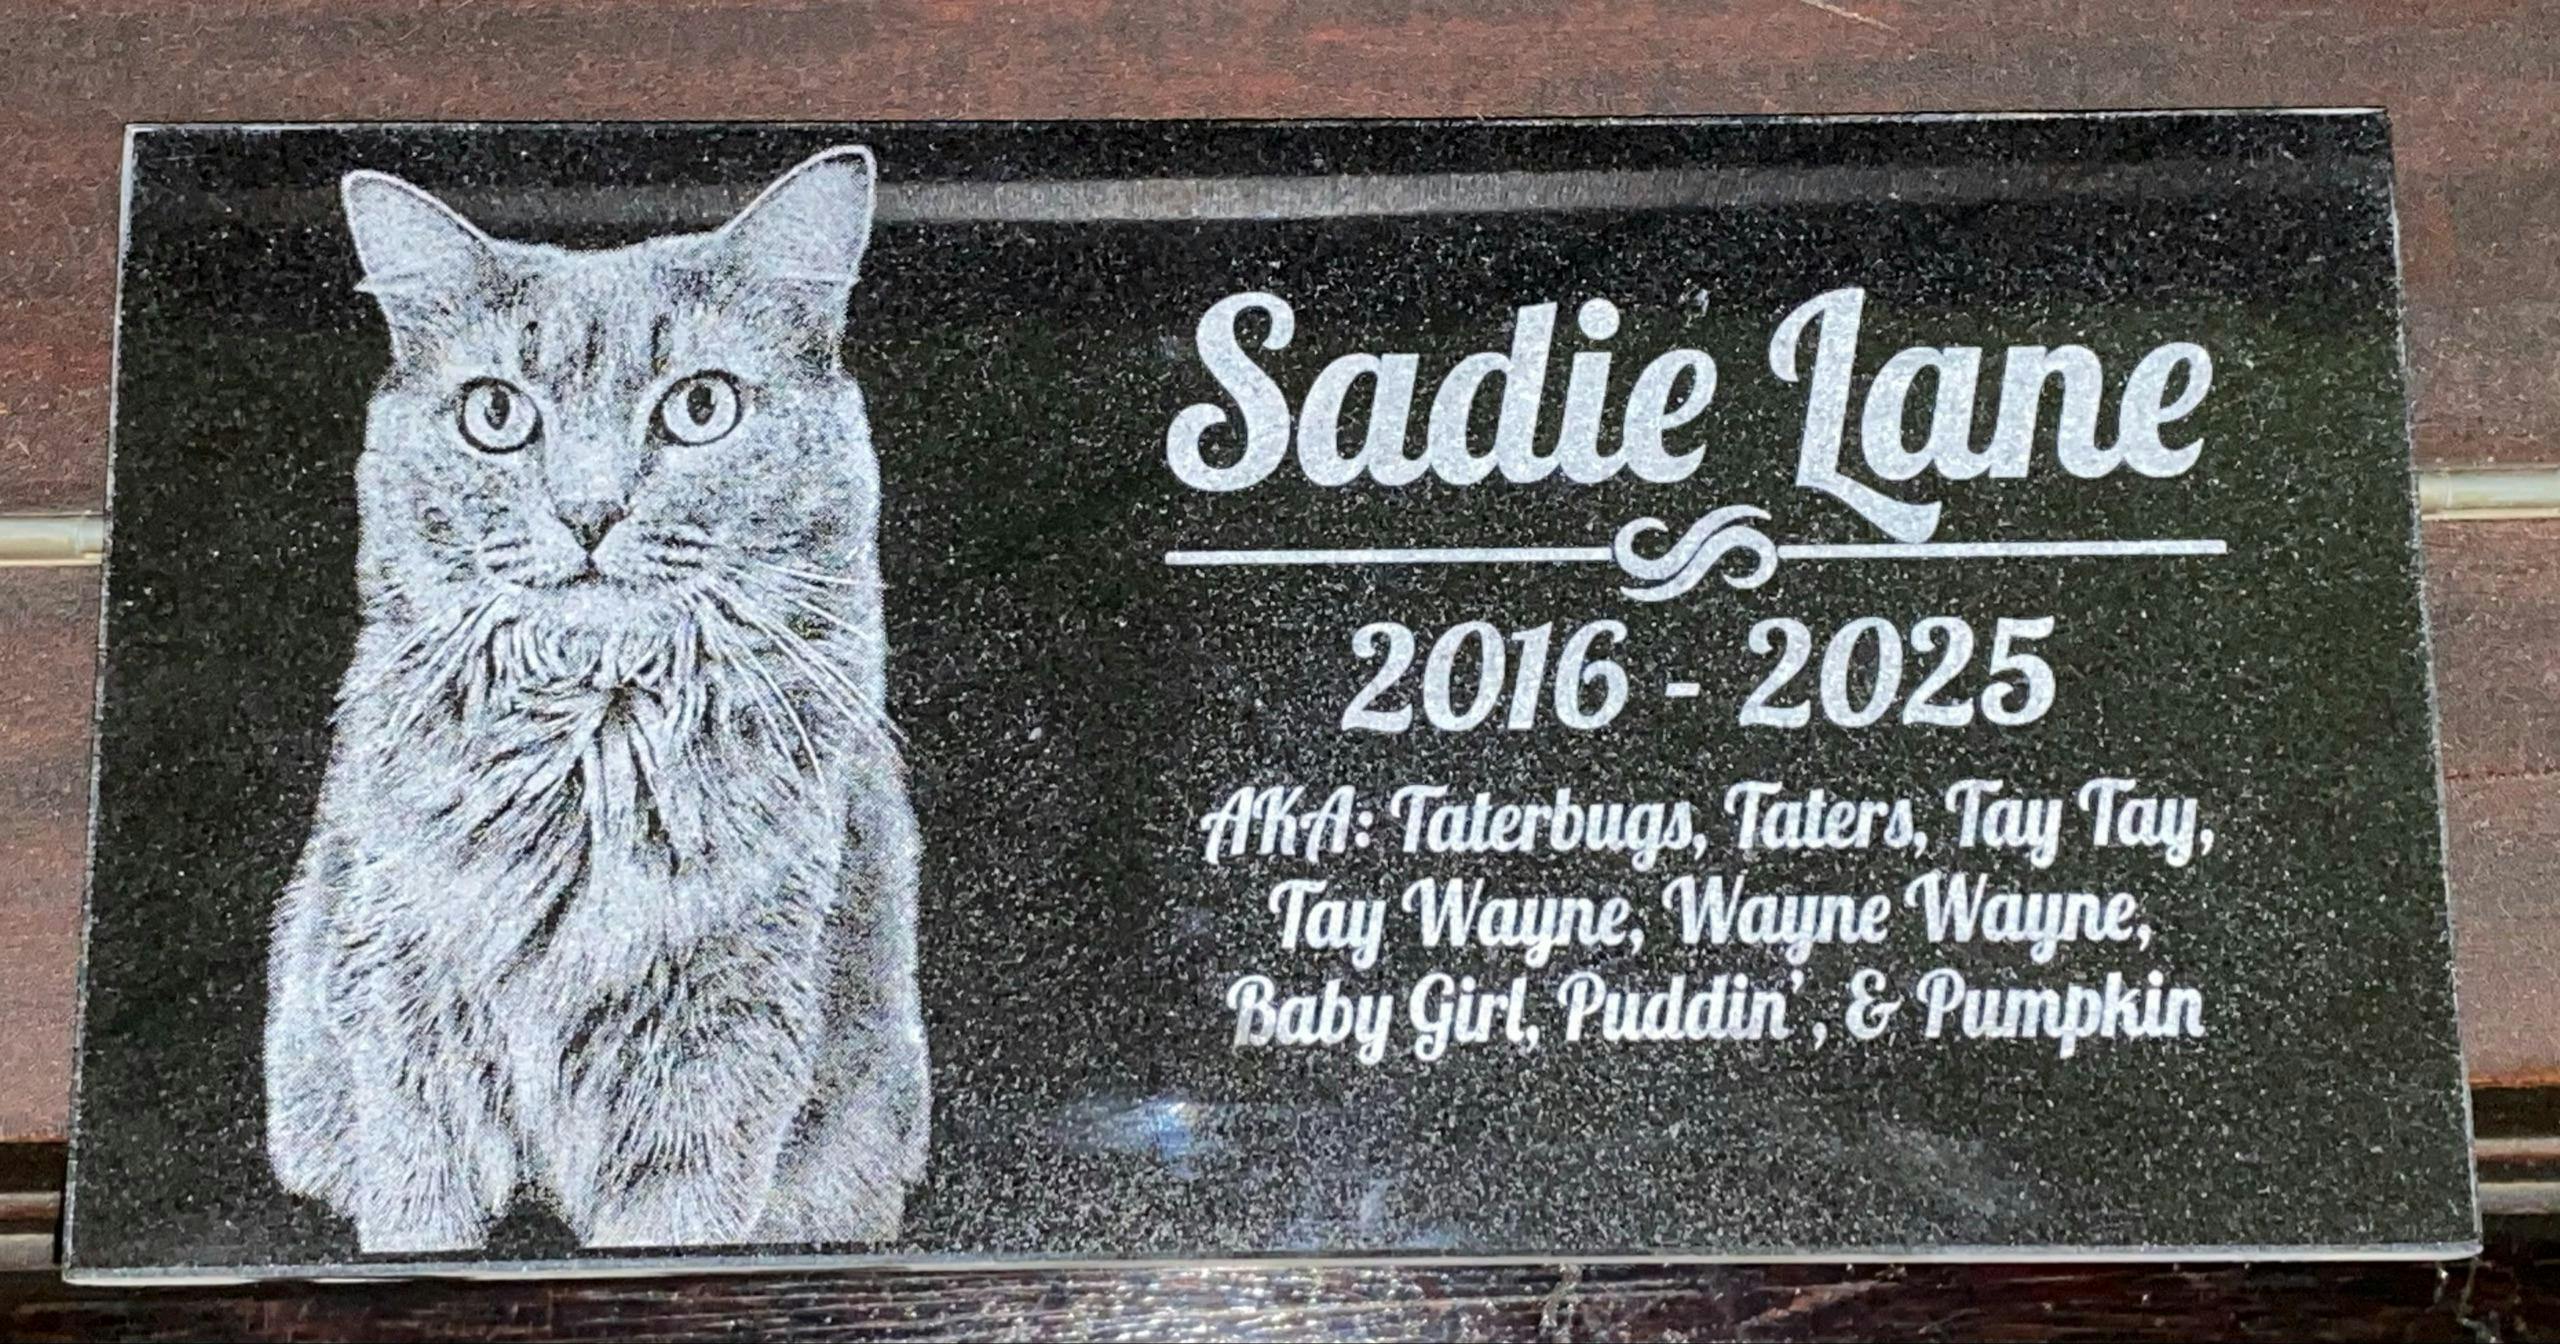 Sadie Lane
2016 - 2025
AKA: Taterbugs, Taters, Tay Tay,
Tay Wayne, Wayne Wayne,
Baby Girl, Puddin', & Pumpkin